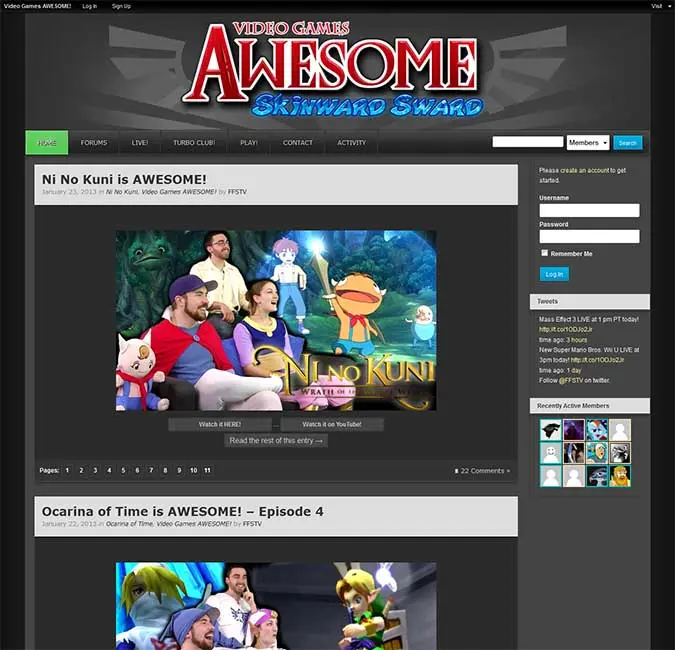 Video Games AWESOME! Log In Sign Up Visit
VIDEO GAMES
AWESOME
SKINWARD SWARD
HOME FORUMS LIVE! TURBO CLUB! PLAY! CONTACT ACTIVITY Members Search
Ni No Kuni is AWESOME!
January 23, 2013 in Ni No Kuni, Video Games AWESOME! by FFSTV
NI NO KUNI
WRATH OF THE WHITE WITCH
Watch it HERE! ... Watch it on YouTube!
Read the rest of this entry →
Pages: 1 2 3 4 5 6 7 8 9 10 11 22 Comments »
Ocarina of Time is AWESOME! – Episode 4
January 22, 2013 in Ocarina of Time, Video Games AWESOME! by FFSTV
Please create an account to get
started.
Username
Password
Remember Me
Log In
Tweets
Mass Effect 3 LIVE at 1 pm PT today!
http://t.co/1ODJo2Jr
time ago: 3 hours
New Super Mario Bros. Wii U LIVE at
3pm today! http://t.co/1ODJo2Jr
time ago: 1 day
Follow @FFSTV on twitter.
Recently Active Members